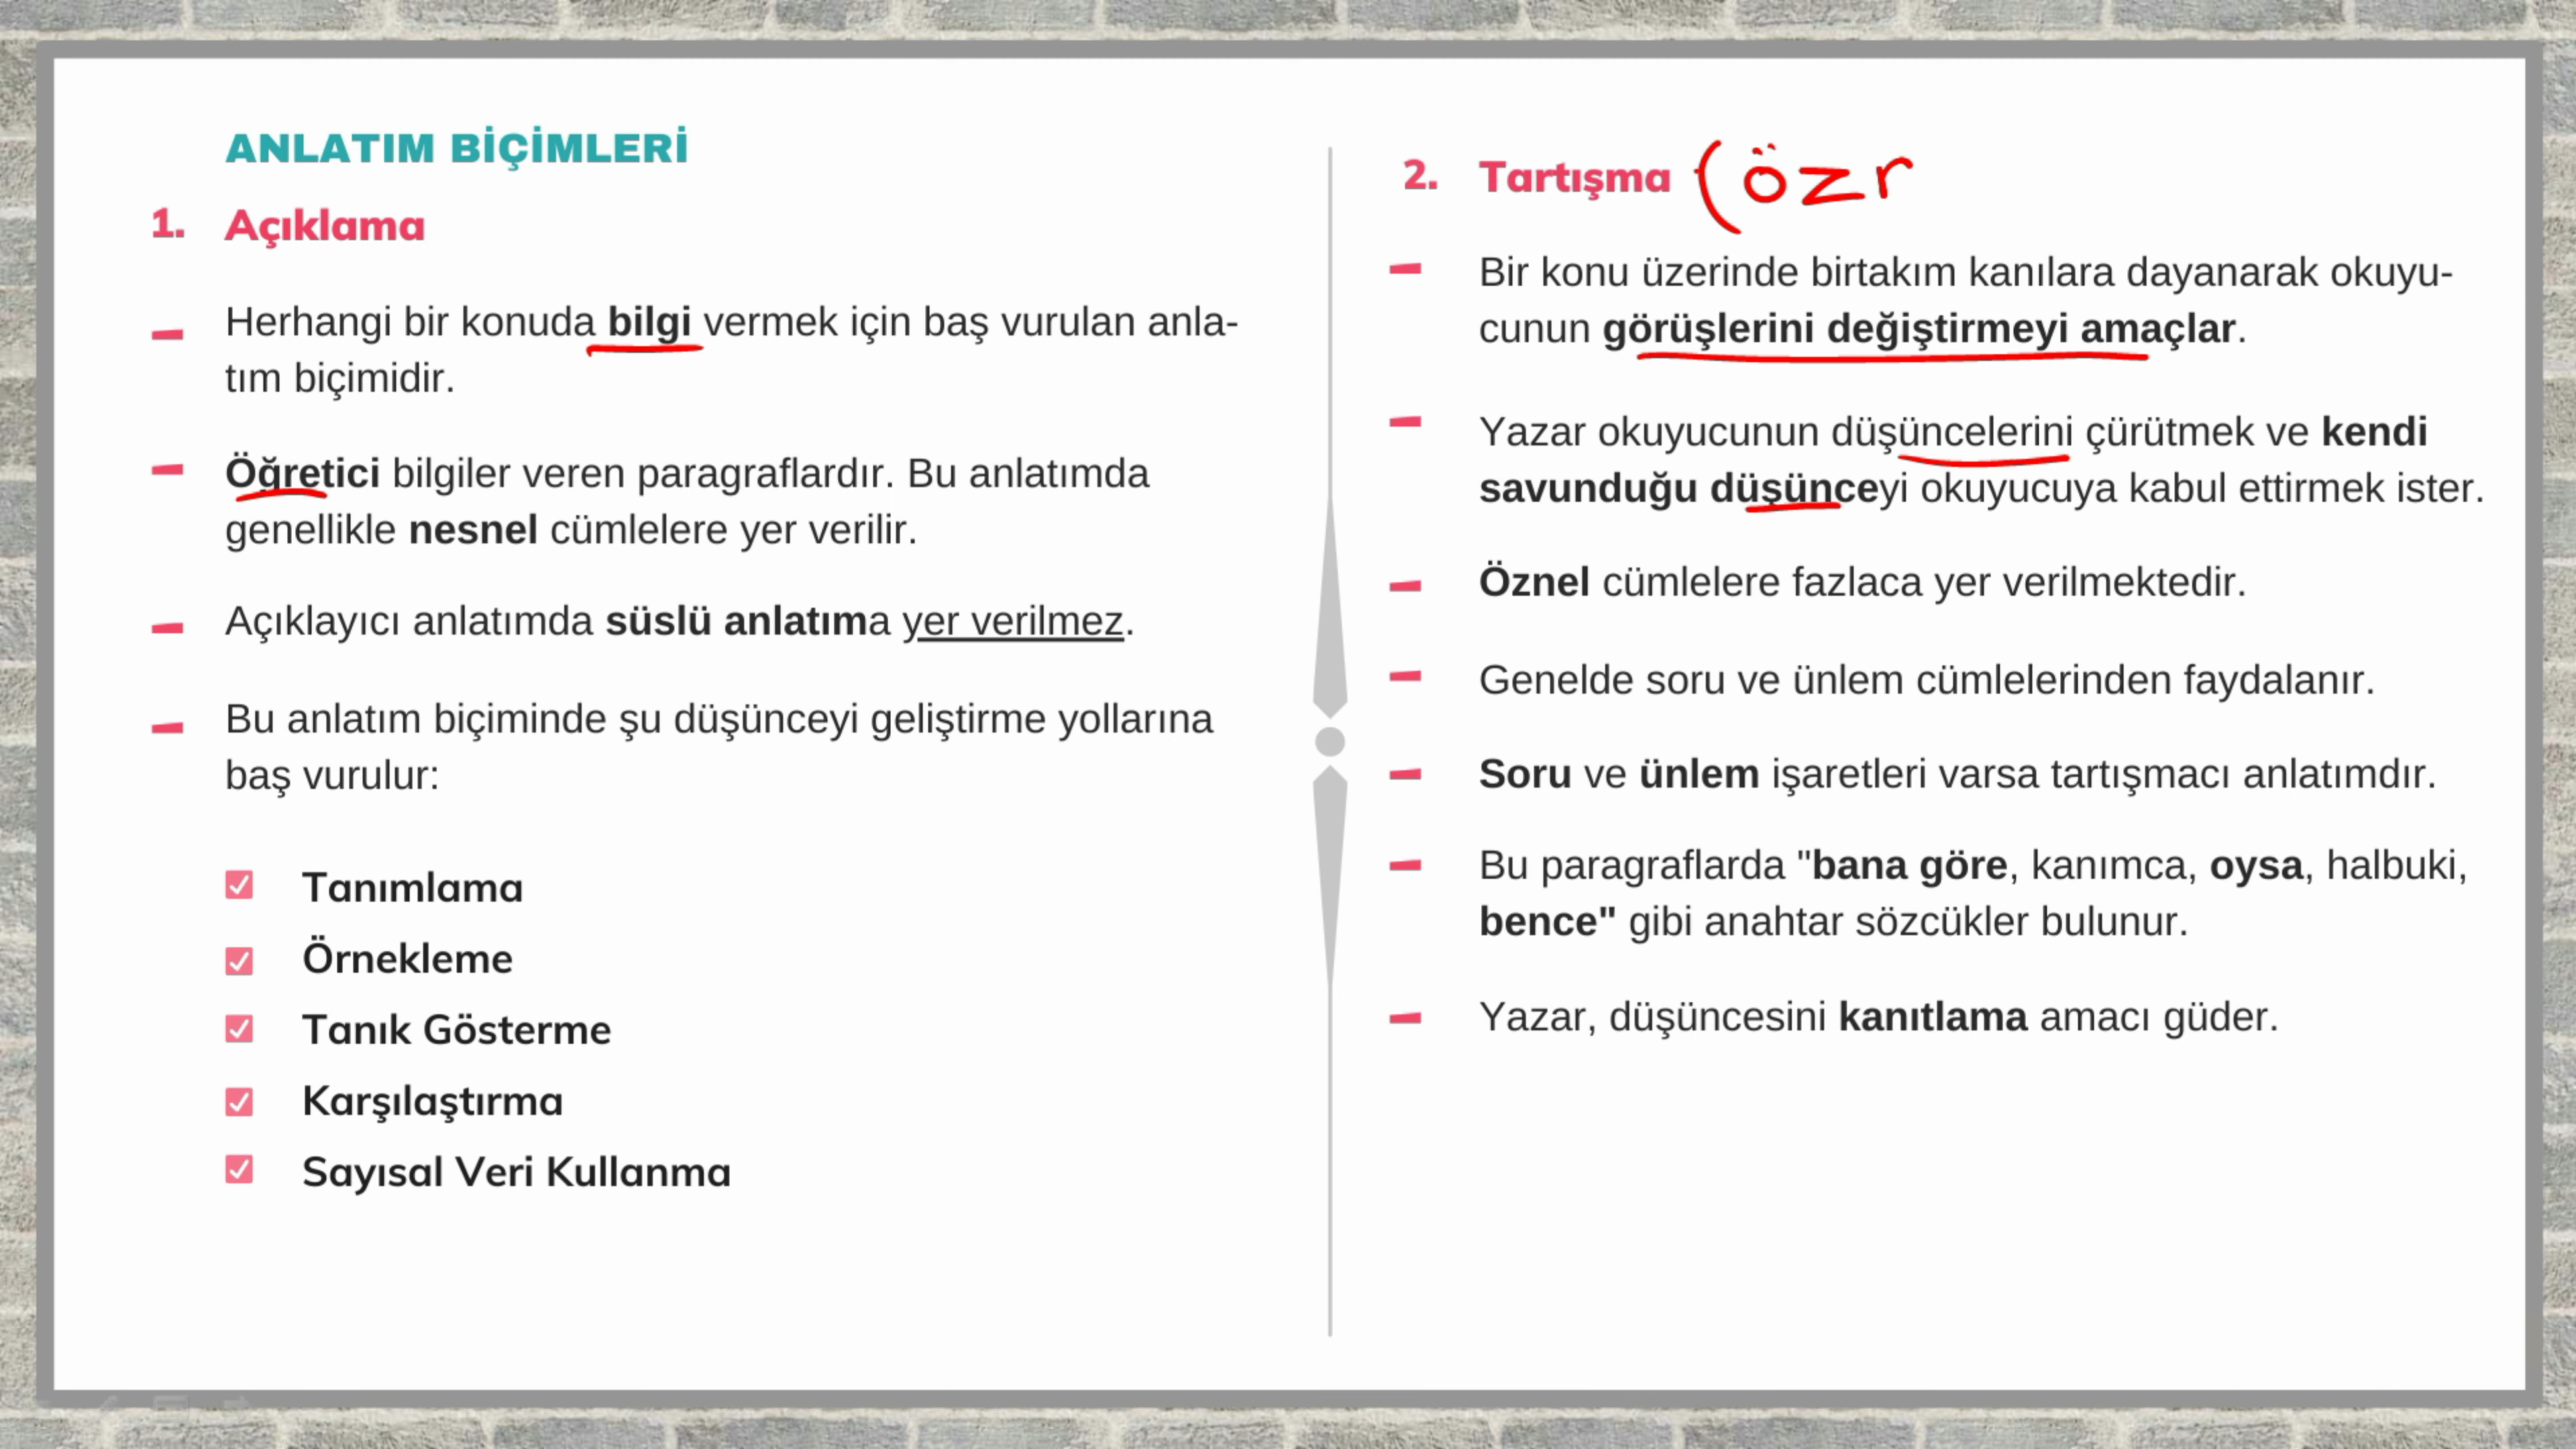 ANLATIM BİÇİMLERİ
1. Açıklama
Herhangi bir konuda bilgi vermek için baş vurulan anla-
tım biçimidir.
Öğretici bilgiler veren paragraflardır. Bu anlatımda
genellikle nesnel cümlelere yer verilir.
Açıklayıcı anlatımda süslü anlatıma yer verilmez.
Bu anlatım biçiminde şu düşünceyi geliştirme yollarına
baş vurulur:
Tanımlama
Örnekleme
Tanık Gösterme
Karşılaştırma
Sayısal Veri Kullanma
2. Tartışma (özr
Bir konu üzerinde birtakım kanılara dayanarak okuyu-
cunun görüşlerini değiştirmeyi amaçlar.
Yazar okuyucunun düşüncelerini çürütmek ve kendi
savunduğu düşünceyi okuyucuya kabul ettirmek ister.
Öznel cümlelere fazlaca yer verilmektedir.
Genelde soru ve ünlem cümlelerinden faydalanır.
Soru ve ünlem işaretleri varsa tartışmacı anlatımdır.
Bu paragraflarda "bana göre, kanımca, oysa, halbuki,
bence" gibi anahtar sözcükler bulunur.
Yazar, düşüncesini kanıtlama amacı güder.